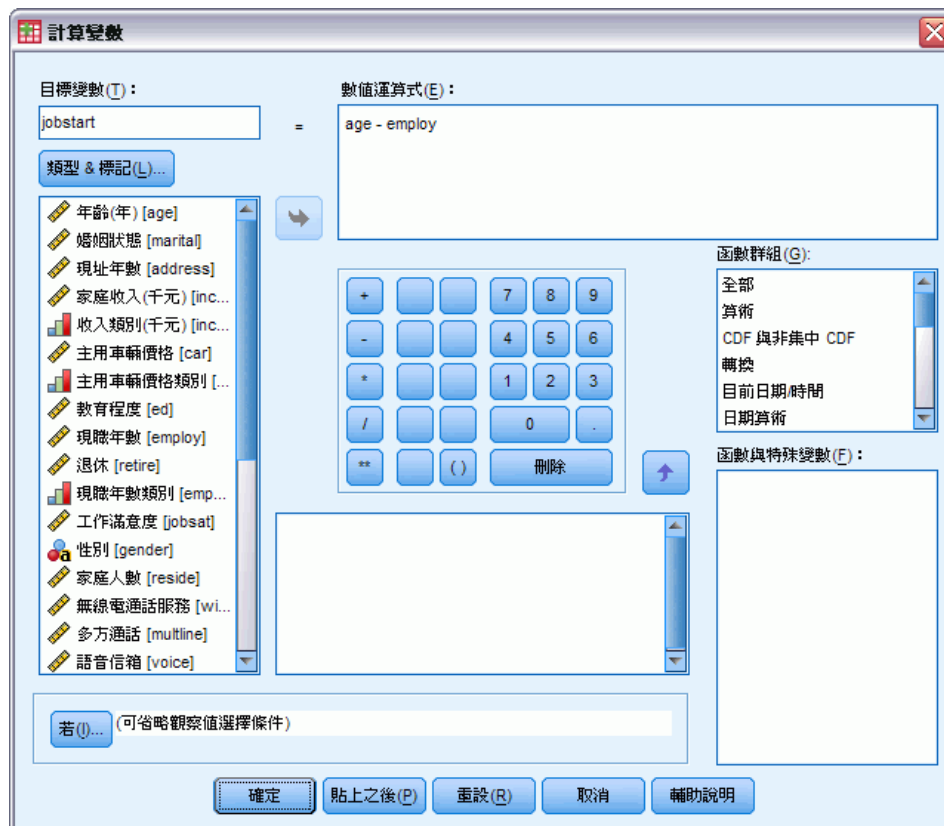 計算變數
目標變數(T)：
jobstart
=
數值運算式(E)：
age - employ
類型 & 標記(L)...
年齡(年) [age]
婚姻狀態 [marital]
現址年數 [address]
家庭收入(千元) [inc...
收入類別(千元) [inc...
主用車輛價格 [car]
主用車輛價格類別 [...
教育程度 [ed]
現職年數 [employ]
退休 [retire]
現職年數類別 [emp...
工作滿意度 [jobsat]
性別 [gender]
家庭人數 [reside]
無線電通話服務 [wi...
多方通話 [multline]
語音信箱 [voice]
+ 7 8 9
- 4 5 6
* 1 2 3
/ 0 .
** ( ) 刪除
函數群組(G):
全部
算術
CDF 與非集中 CDF
轉換
目前日期/時間
日期算術
函數與特殊變數(F)：
若(I)... (可省略觀察值選擇條件)
確定 貼上之後(P) 重設(R) 取消 輔助說明